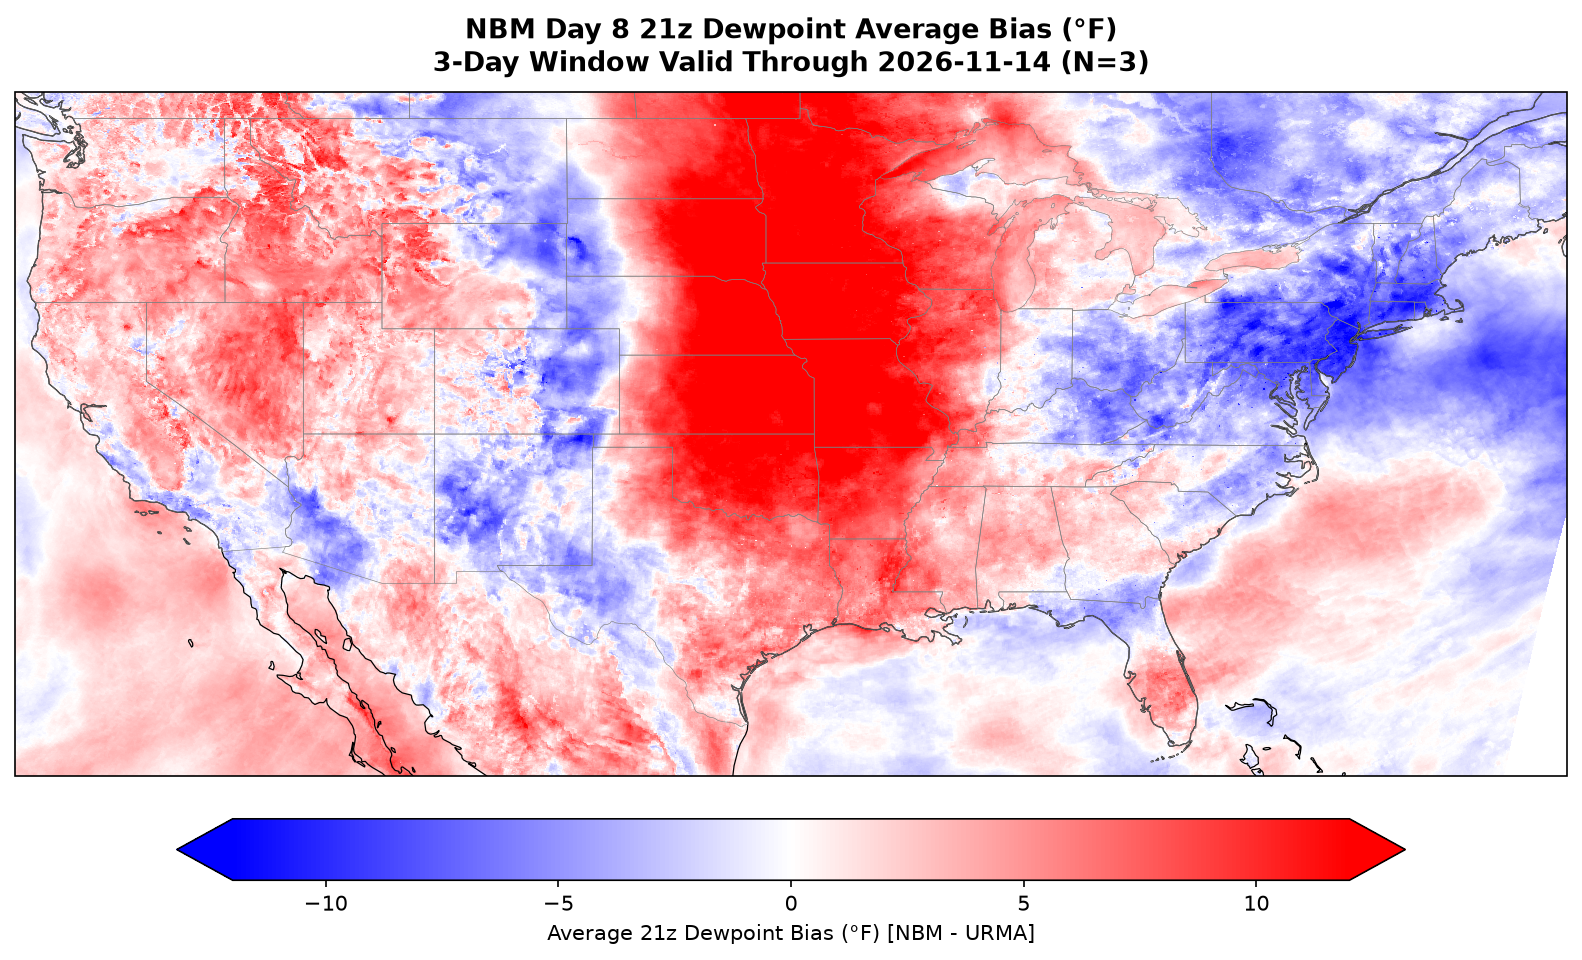 NBM Day 8 21z Dewpoint Average Bias (°F)
3-Day Window Valid Through 2026-11-14 (N=3)
−10 −5 0 5 10
Average 21z Dewpoint Bias (°F) [NBM - URMA]